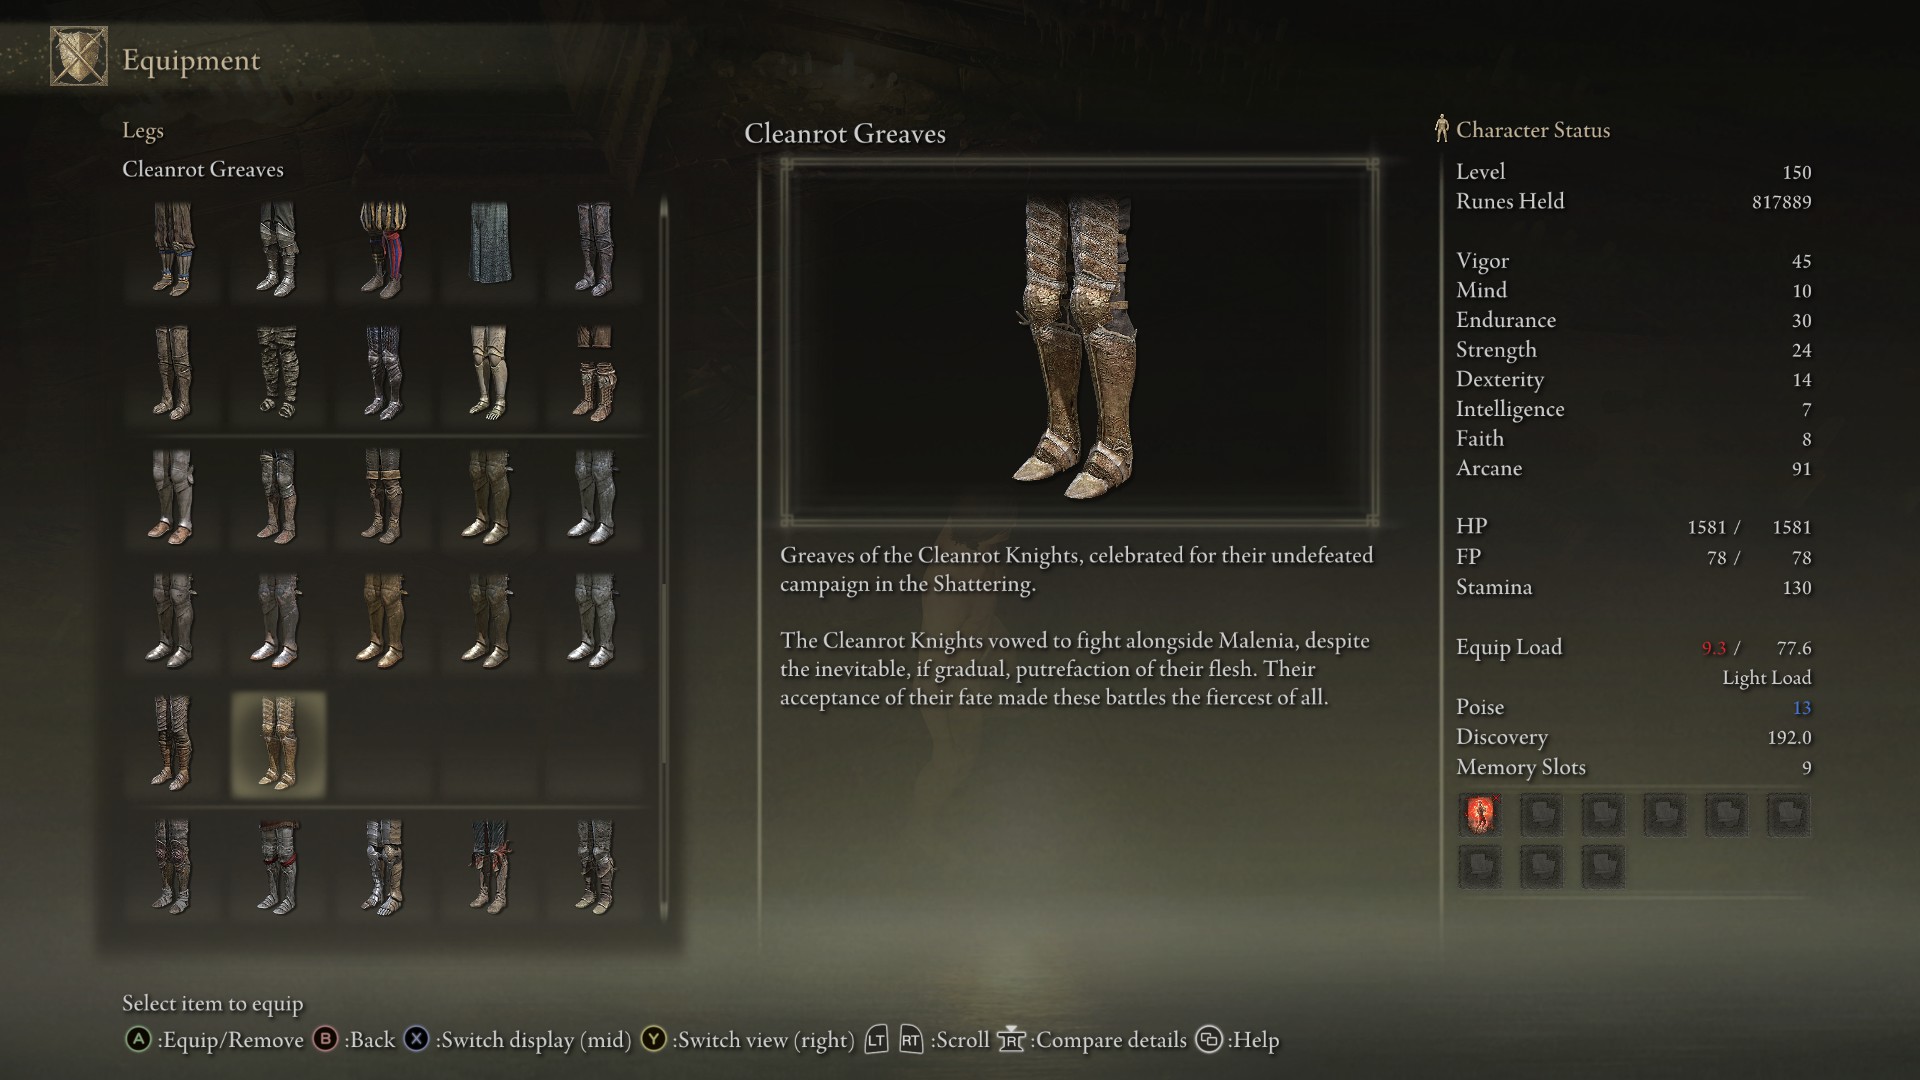 Equipment
Legs
Cleanrot Greaves
Cleanrot Greaves
Greaves of the Cleanrot Knights, celebrated for their undefeated
campaign in the Shattering.
The Cleanrot Knights vowed to fight alongside Malenia, despite
the inevitable, if gradual, putrefaction of their flesh. Their
acceptance of their fate made these battles the fiercest of all.
Character Status
Level 150
Runes Held 817889
Vigor 45
Mind 10
Endurance 30
Strength 24
Dexterity 14
Intelligence 7
Faith 8
Arcane 91
HP 1581 / 1581
FP 78 / 78
Stamina 130
Equip Load 9.3 / 77.6
Light Load
Poise 13
Discovery 192.0
Memory Slots 9
Select item to equip
A :Equip/Remove B :Back X :Switch display (mid) Y :Switch view (right) LT RT :Scroll R :Compare details :Help